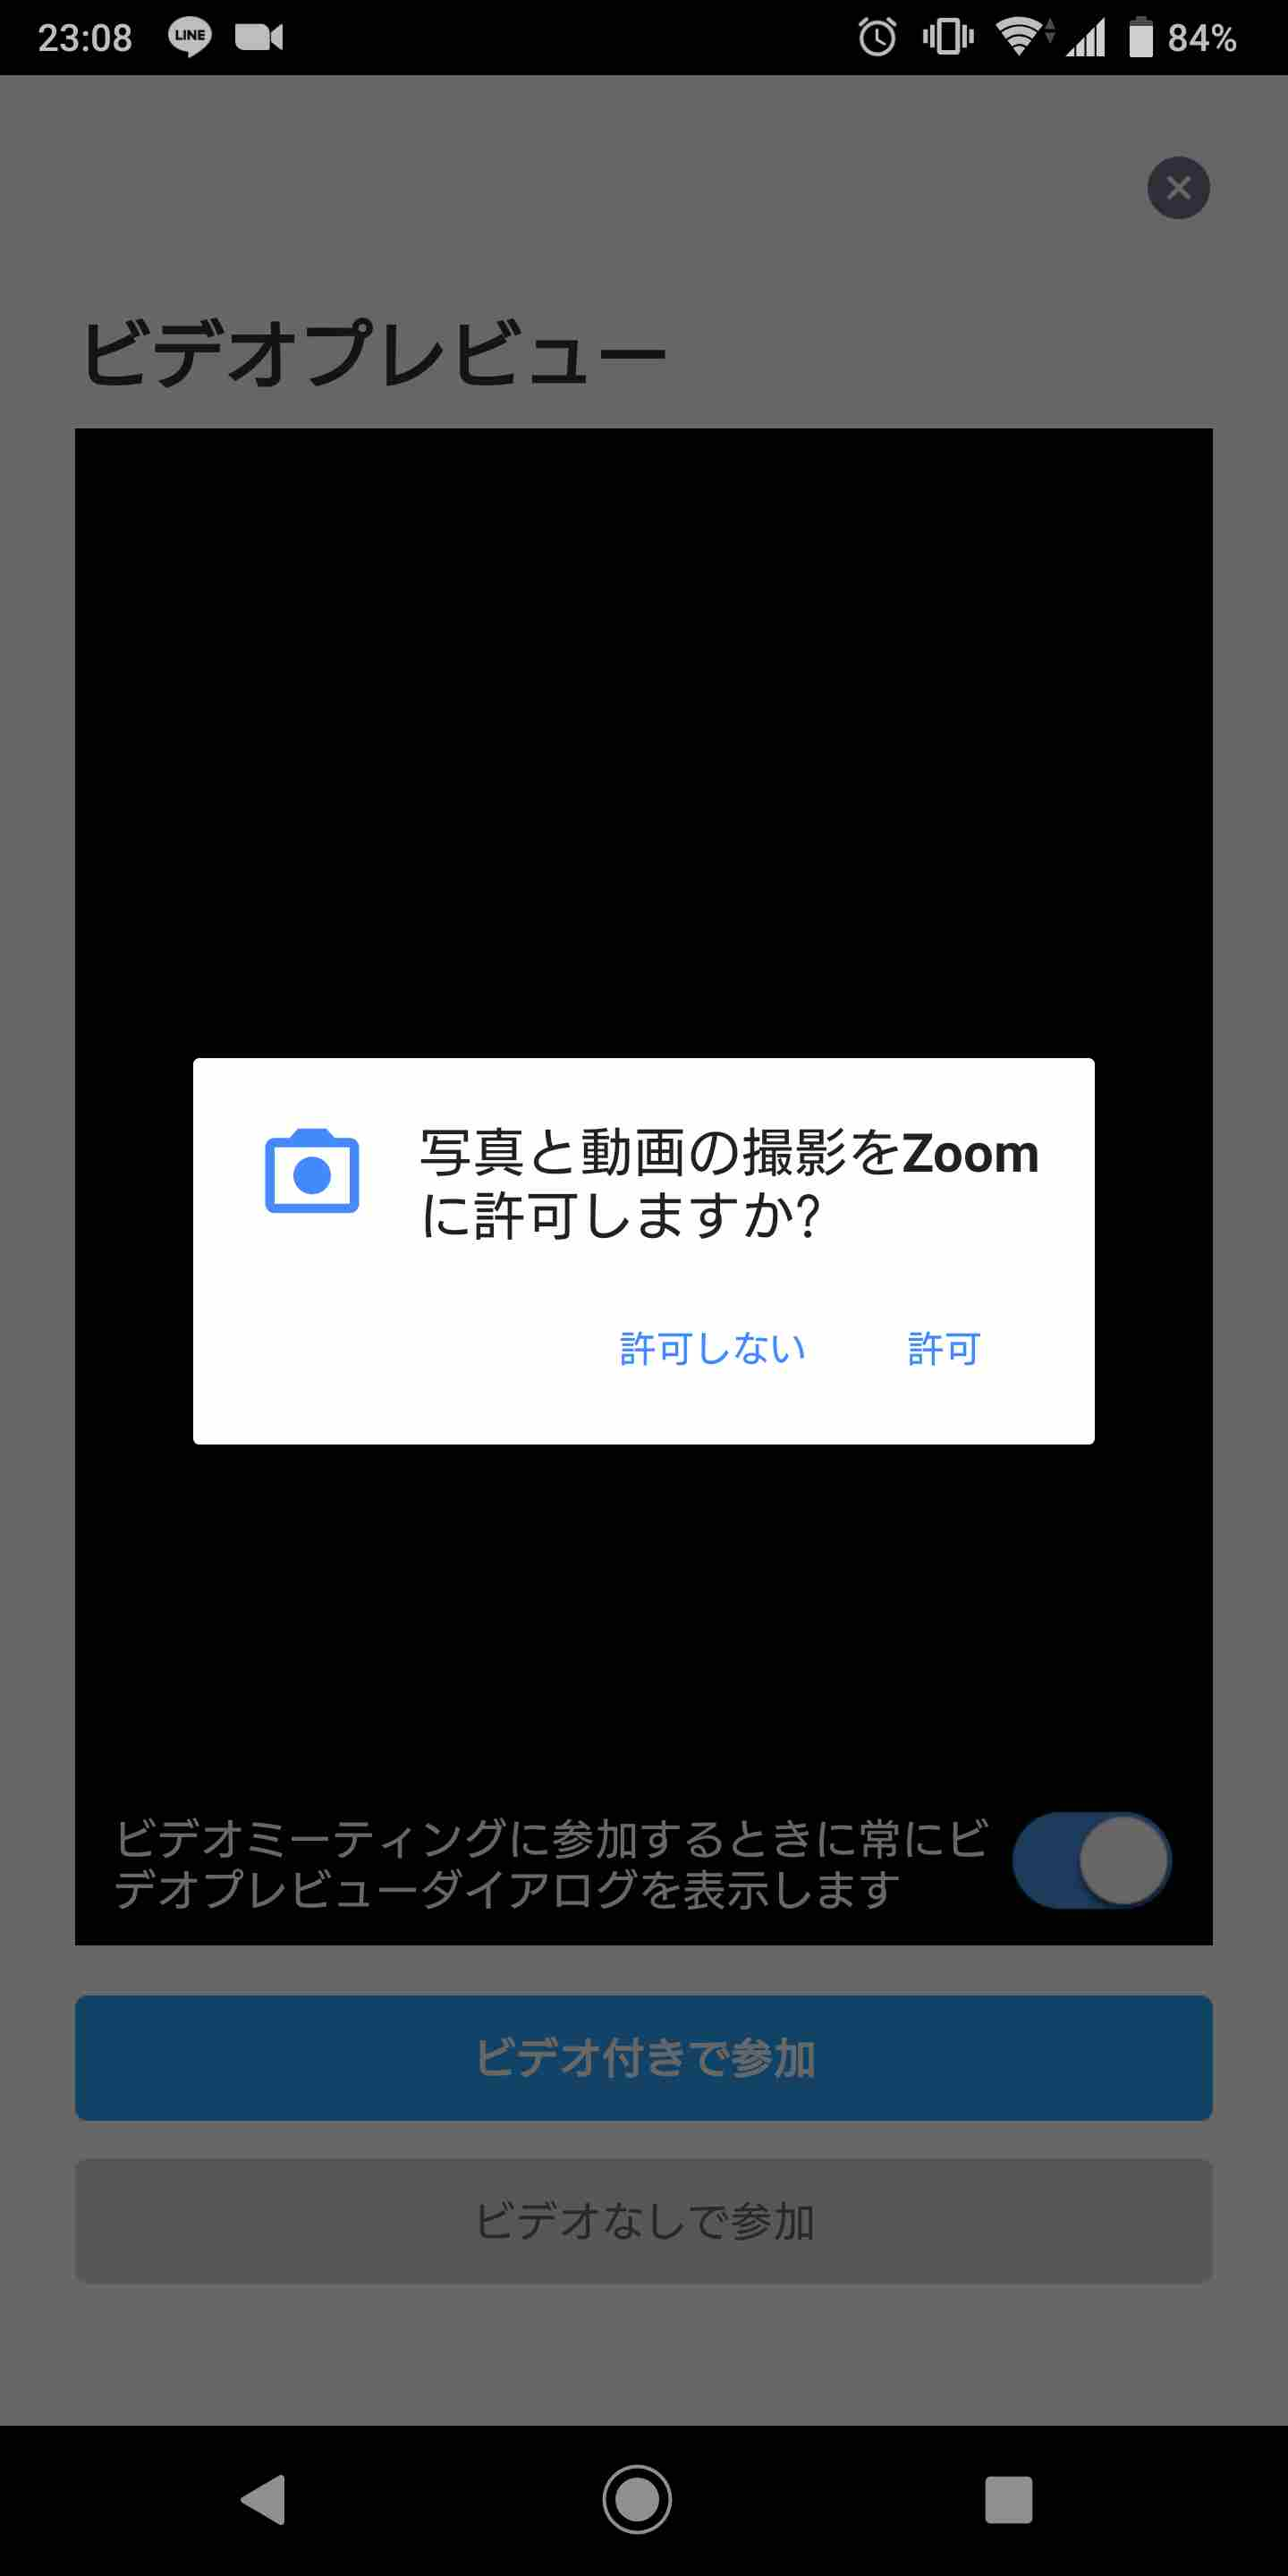 23:08 LINE 84%
ビデオプレビュー
写真と動画の撮影をZoom
に許可しますか?
許可しない 許可
ビデオミーティングに参加するときに常にビ
デオプレビューダイアログを表示します
ビデオ付きで参加
ビデオなしで参加